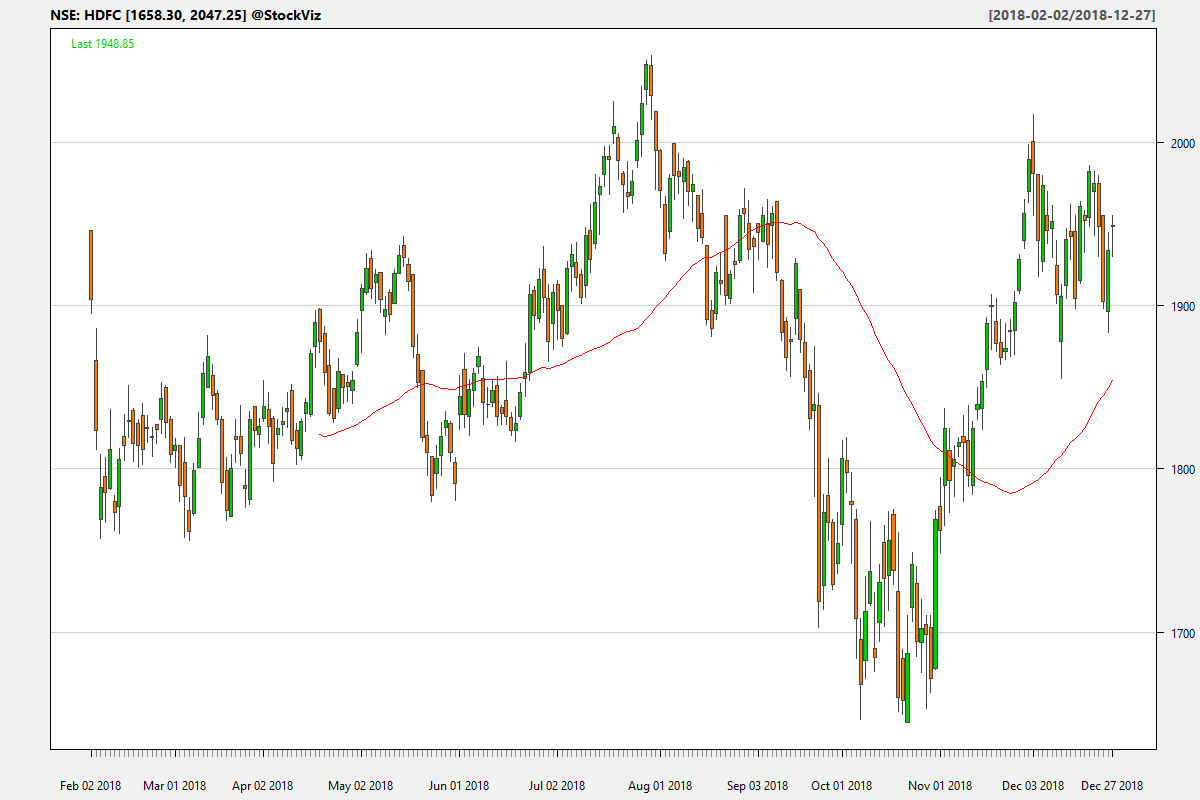 NSE: HDFC [1658.30, 2047.25] @StockViz [2018-02-02/2018-12-27]
Last 1948.85
2000
1900
1800
1700
Feb 02 2018 Mar 01 2018 Apr 02 2018 May 02 2018 Jun 01 2018 Jul 02 2018 Aug 01 2018 Sep 03 2018 Oct 01 2018 Nov 01 2018 Dec 03 2018 Dec 27 2018